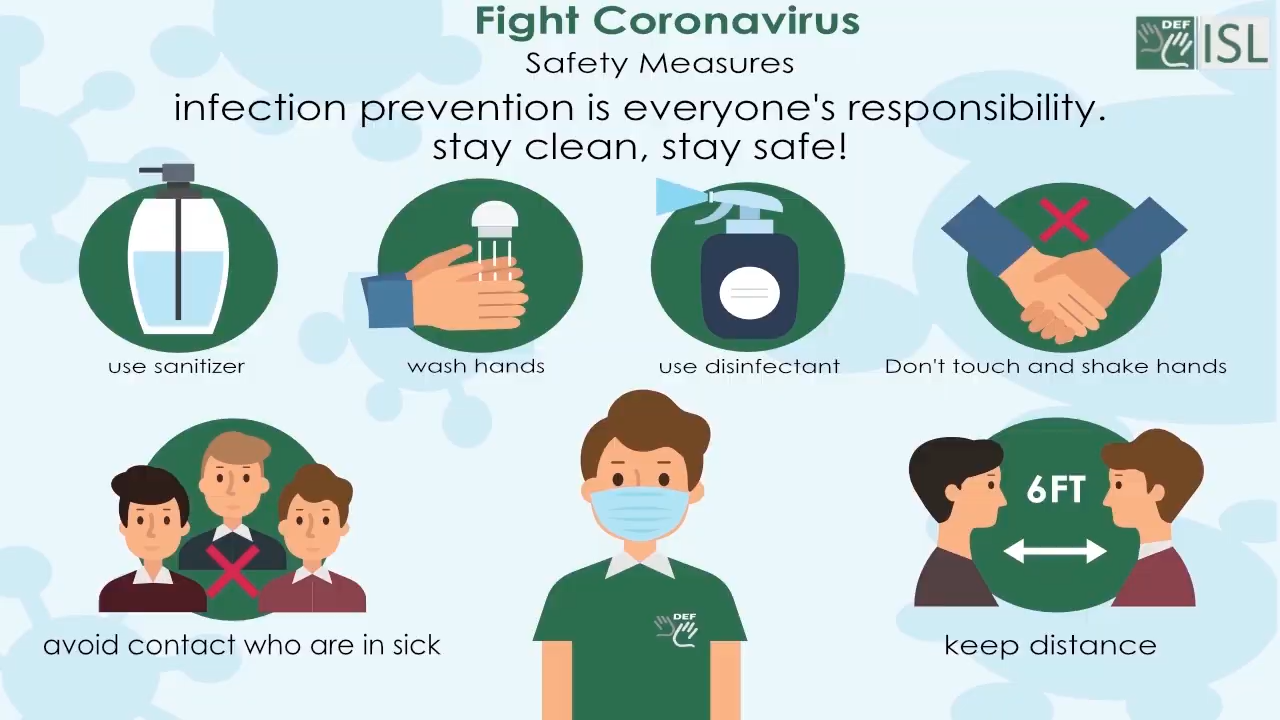 Fight Coronavirus
DEF
ISL
Safety Measures
infection prevention is everyone's responsibility.
stay clean, stay safe!
use sanitizer
wash hands
use disinfectant
Don't touch and shake hands
6FT
DEF
avoid contact who are in sick
keep distance